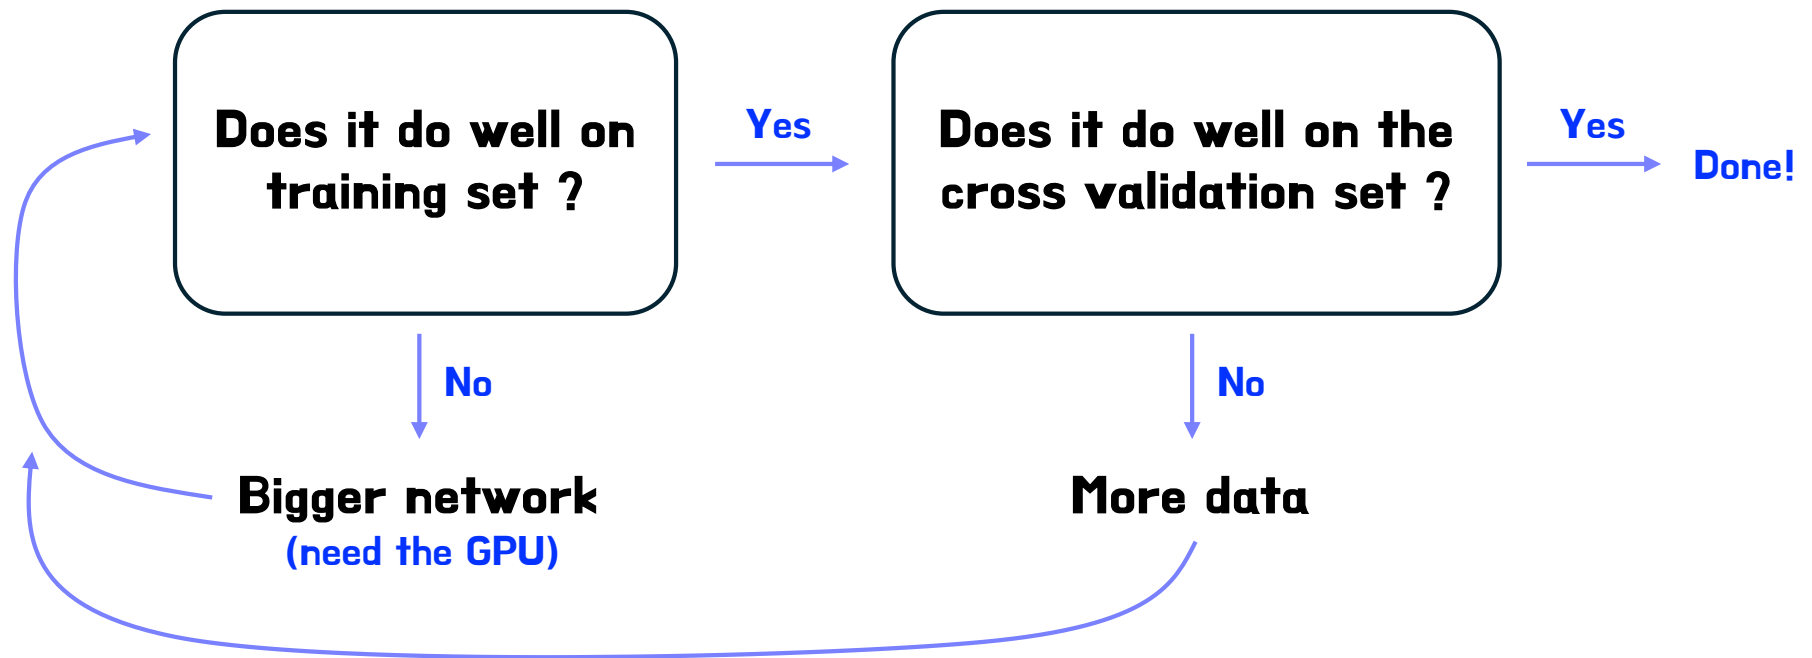 Does it do well on
training set ?
Yes
Does it do well on the
cross validation set ?
Yes
Done!
No
No
Bigger network
(need the GPU)
More data